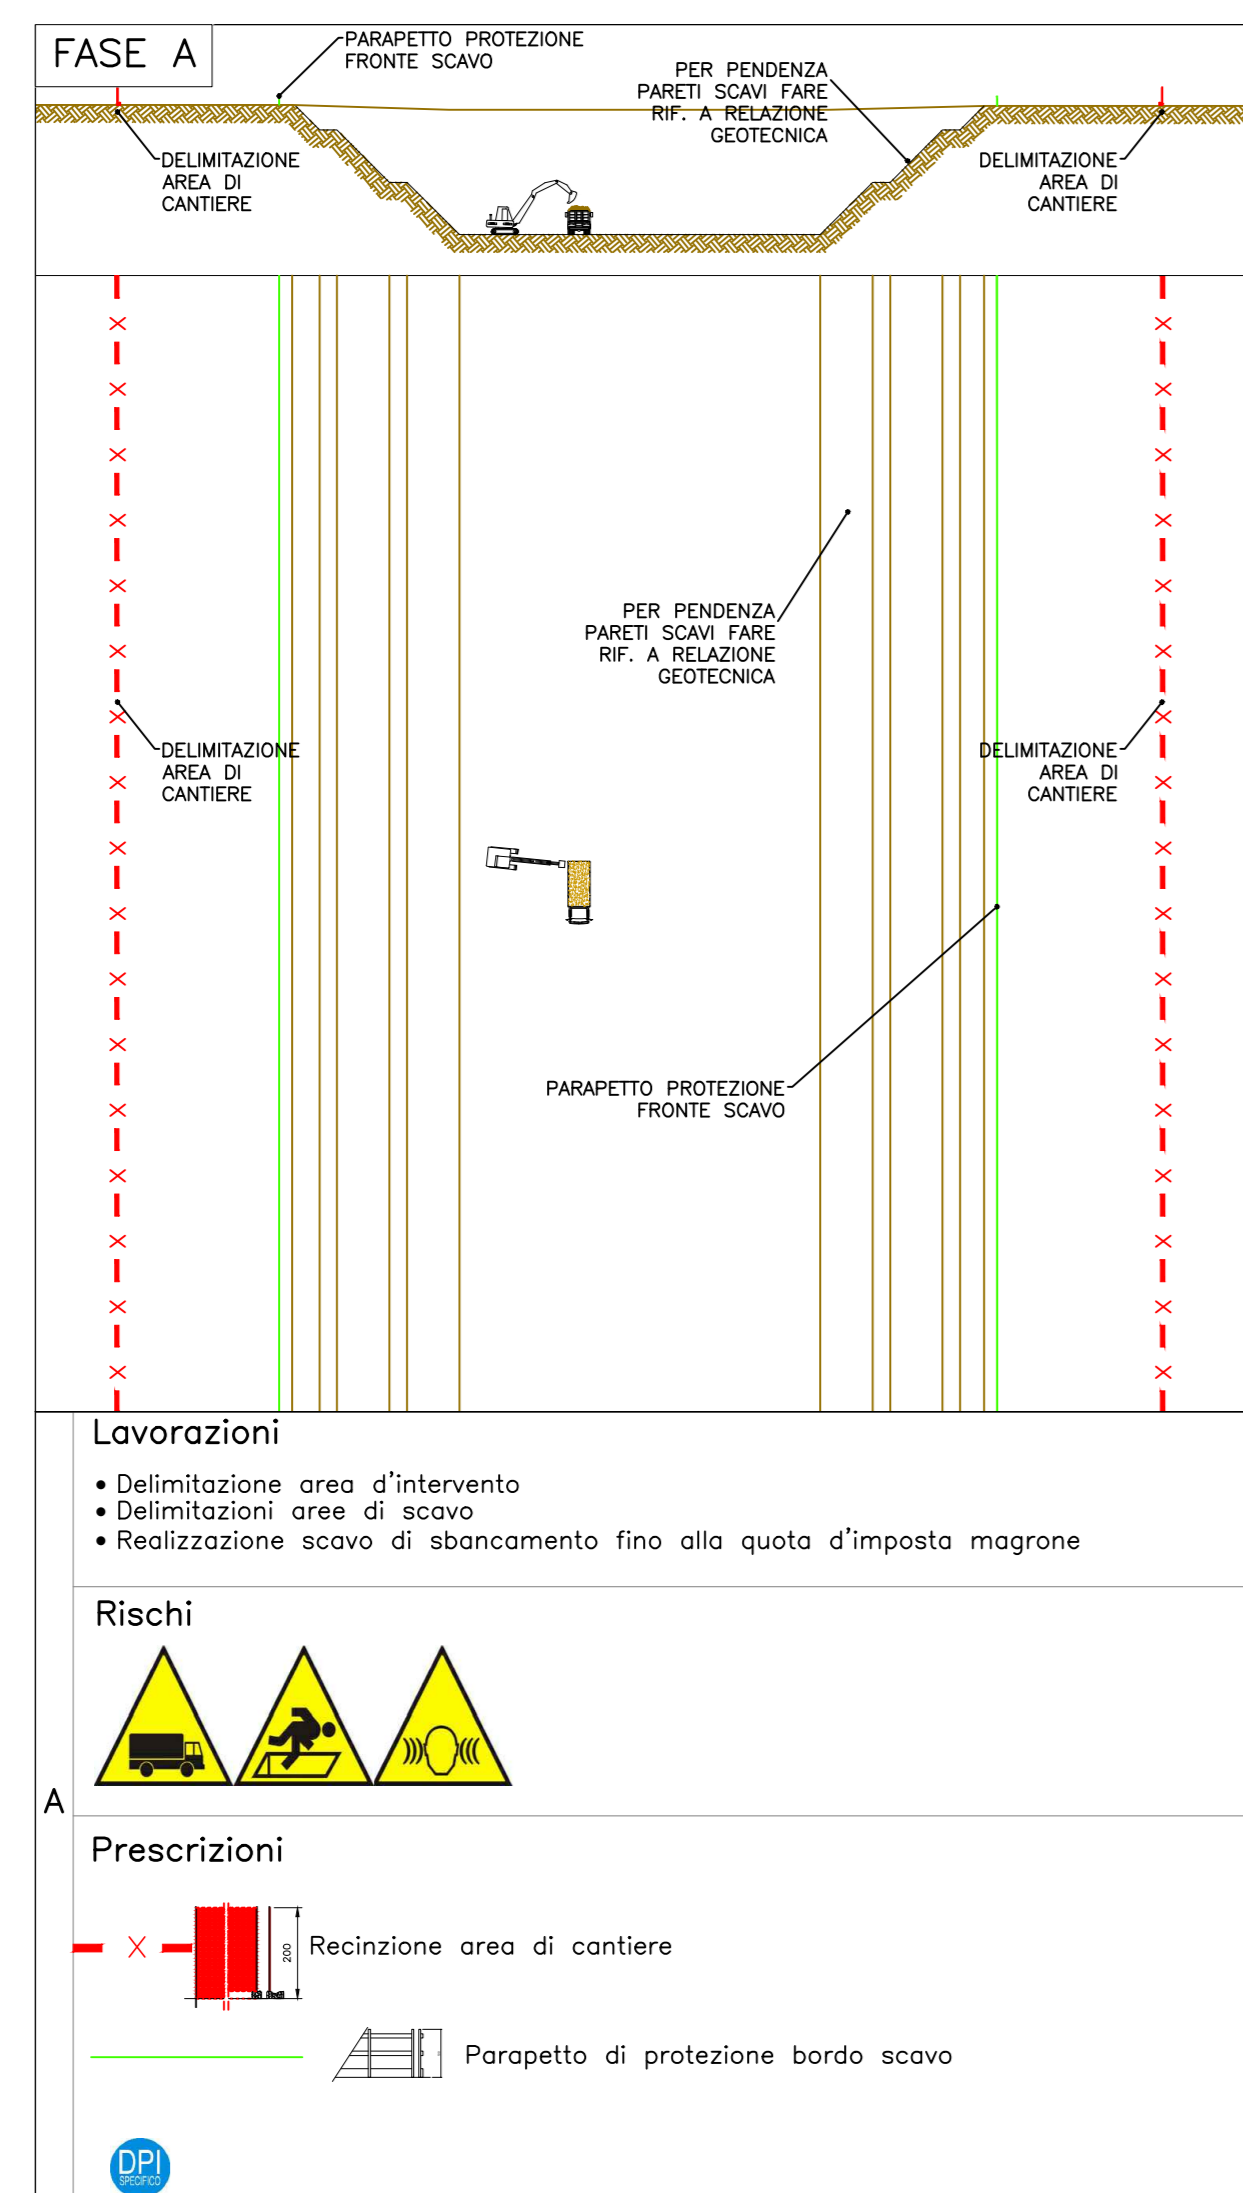 FASE A
PARAPETTO PROTEZIONE
FRONTE SCAVO
PER PENDENZA
PARETI SCAVI FARE
RIF. A RELAZIONE
GEOTECNICA
DELIMITAZIONE
AREA DI
CANTIERE
DELIMITAZIONE
AREA DI
CANTIERE
PER PENDENZA
PARETI SCAVI FARE
RIF. A RELAZIONE
GEOTECNICA
DELIMITAZIONE
AREA DI
CANTIERE
DELIMITAZIONE
AREA DI
CANTIERE
PARAPETTO PROTEZIONE
FRONTE SCAVO
A
Lavorazioni
• Delimitazione area d'intervento
• Delimitazioni aree di scavo
• Realizzazione scavo di sbancamento fino alla quota d'imposta magrone
Rischi
Prescrizioni
200
Recinzione area di cantiere
Parapetto di protezione bordo scavo
DPI
SPECIFICO